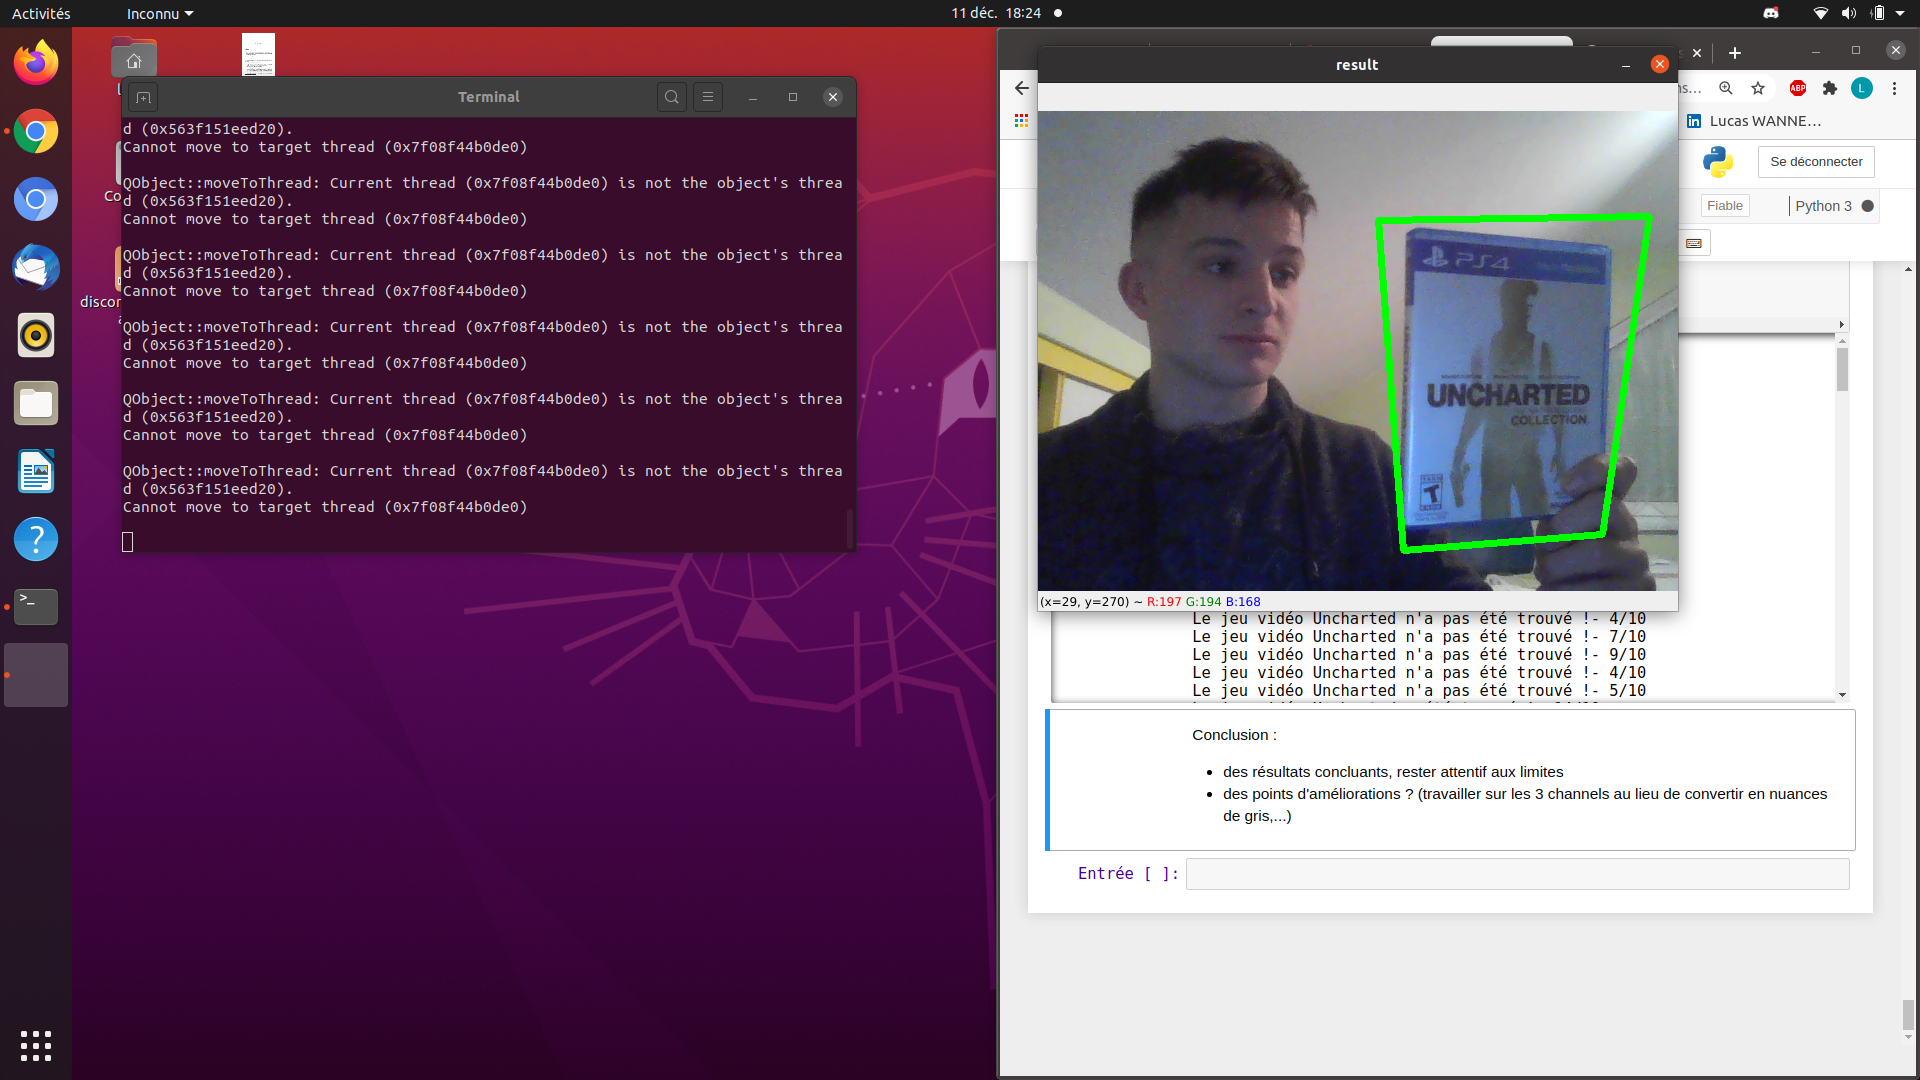 Activités
Inconnu
11 déc. 18:24
Terminal
d (0x563f151eed20).
Cannot move to target thread (0x7f08f44b0de0)
QObject::moveToThread: Current thread (0x7f08f44b0de0) is not the object's threa
d (0x563f151eed20).
Cannot move to target thread (0x7f08f44b0de0)
QObject::moveToThread: Current thread (0x7f08f44b0de0) is not the object's threa
d (0x563f151eed20).
Cannot move to target thread (0x7f08f44b0de0)
QObject::moveToThread: Current thread (0x7f08f44b0de0) is not the object's threa
d (0x563f151eed20).
Cannot move to target thread (0x7f08f44b0de0)
QObject::moveToThread: Current thread (0x7f08f44b0de0) is not the object's threa
d (0x563f151eed20).
Cannot move to target thread (0x7f08f44b0de0)
QObject::moveToThread: Current thread (0x7f08f44b0de0) is not the object's threa
d (0x563f151eed20).
Cannot move to target thread (0x7f08f44b0de0)
Co
discor
result
ns...
ABP
L
Lucas WANNE...
Se déconnecter
Fiable
Python 3
PS4
UNCHARTED
COLLECTION
T
(x=29, y=270) ~ R:197 G:194 B:168
Le jeu vidéo Uncharted n'a pas été trouvé !- 4/10
Le jeu vidéo Uncharted n'a pas été trouvé !- 7/10
Le jeu vidéo Uncharted n'a pas été trouvé !- 9/10
Le jeu vidéo Uncharted n'a pas été trouvé !- 4/10
Le jeu vidéo Uncharted n'a pas été trouvé !- 5/10
Conclusion :
des résultats concluants, rester attentif aux limites
des points d'améliorations ? (travailler sur les 3 channels au lieu de convertir en nuances
de gris,...)
Entrée [ ]: